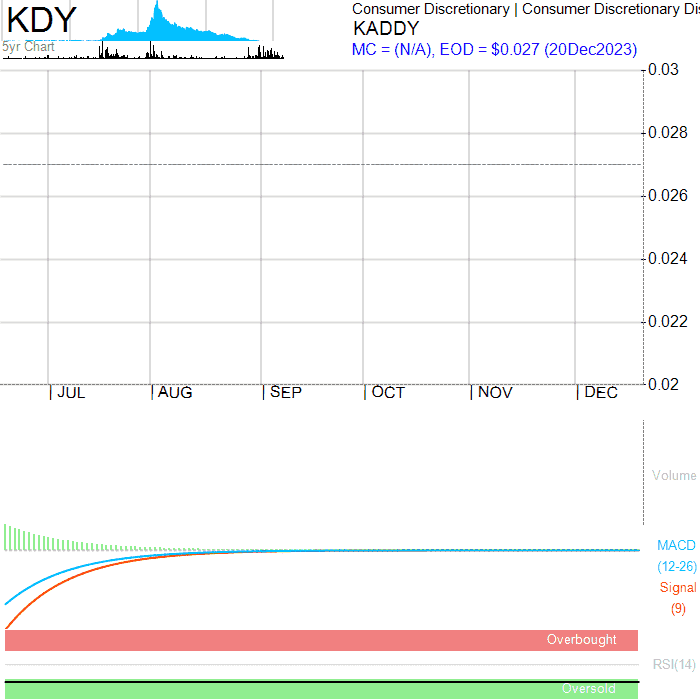 KDY
Consumer Discretionary | Consumer Discretionary Dis
KADDY
5yr Chart
MC = (N/A), EOD = $0.027 (20Dec2023)
0.03
0.028
0.026
0.024
0.022
0.02
| JUL | AUG | SEP | OCT | NOV | DEC
Volume
MACD
(12-26)
Signal
(9)
Overbought
RSI(14)
Oversold